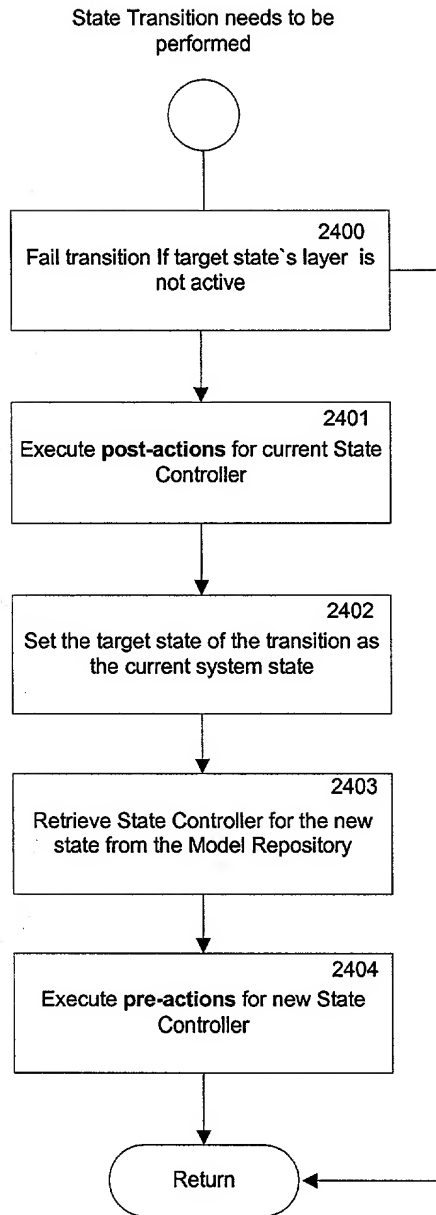 State Transition needs to be
performed
2400
Fail transition If target state`s layer is
not active
2401
Execute post-actions for current State
Controller
2402
Set the target state of the transition as
the current system state
2403
Retrieve State Controller for the new
state from the Model Repository
2404
Execute pre-actions for new State
Controller
Return